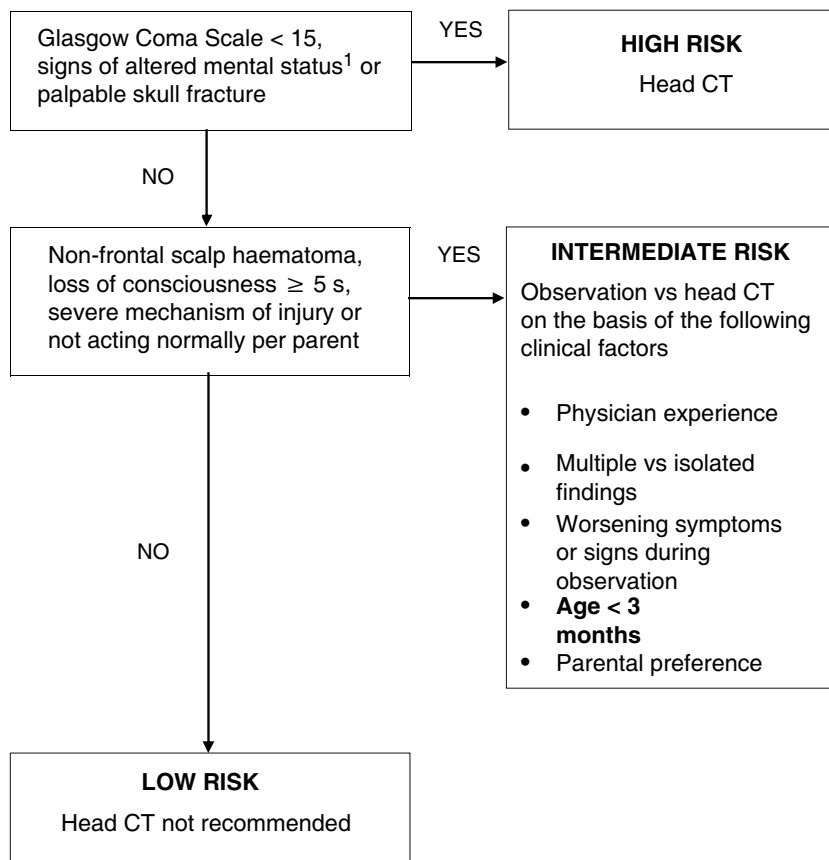 Glasgow Coma Scale < 15,
signs of altered mental status¹ or
palpable skull fracture
YES
HIGH RISK
Head CT
NO
Non-frontal scalp haematoma,
loss of consciousness ≥ 5 s,
severe mechanism of injury or
not acting normally per parent
YES
INTERMEDIATE RISK
Observation vs head CT
on the basis of the following
clinical factors
• Physician experience
• Multiple vs isolated
findings
• Worsening symptoms
or signs during
observation
• Age < 3
months
• Parental preference
NO
LOW RISK
Head CT not recommended